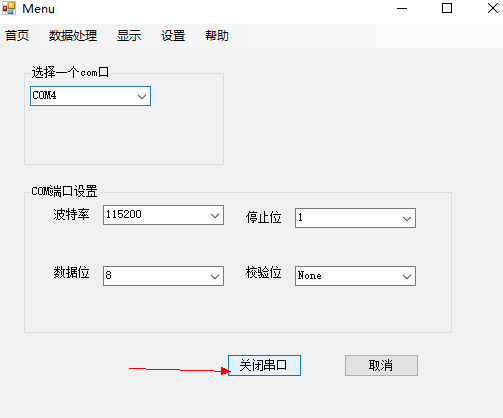 Menu
首页 数据处理 显示 设置 帮助
选择一个com口
COM4
COM端口设置
波特率 115200 停止位 1
数据位 8 校验位 None
关闭串口 取消